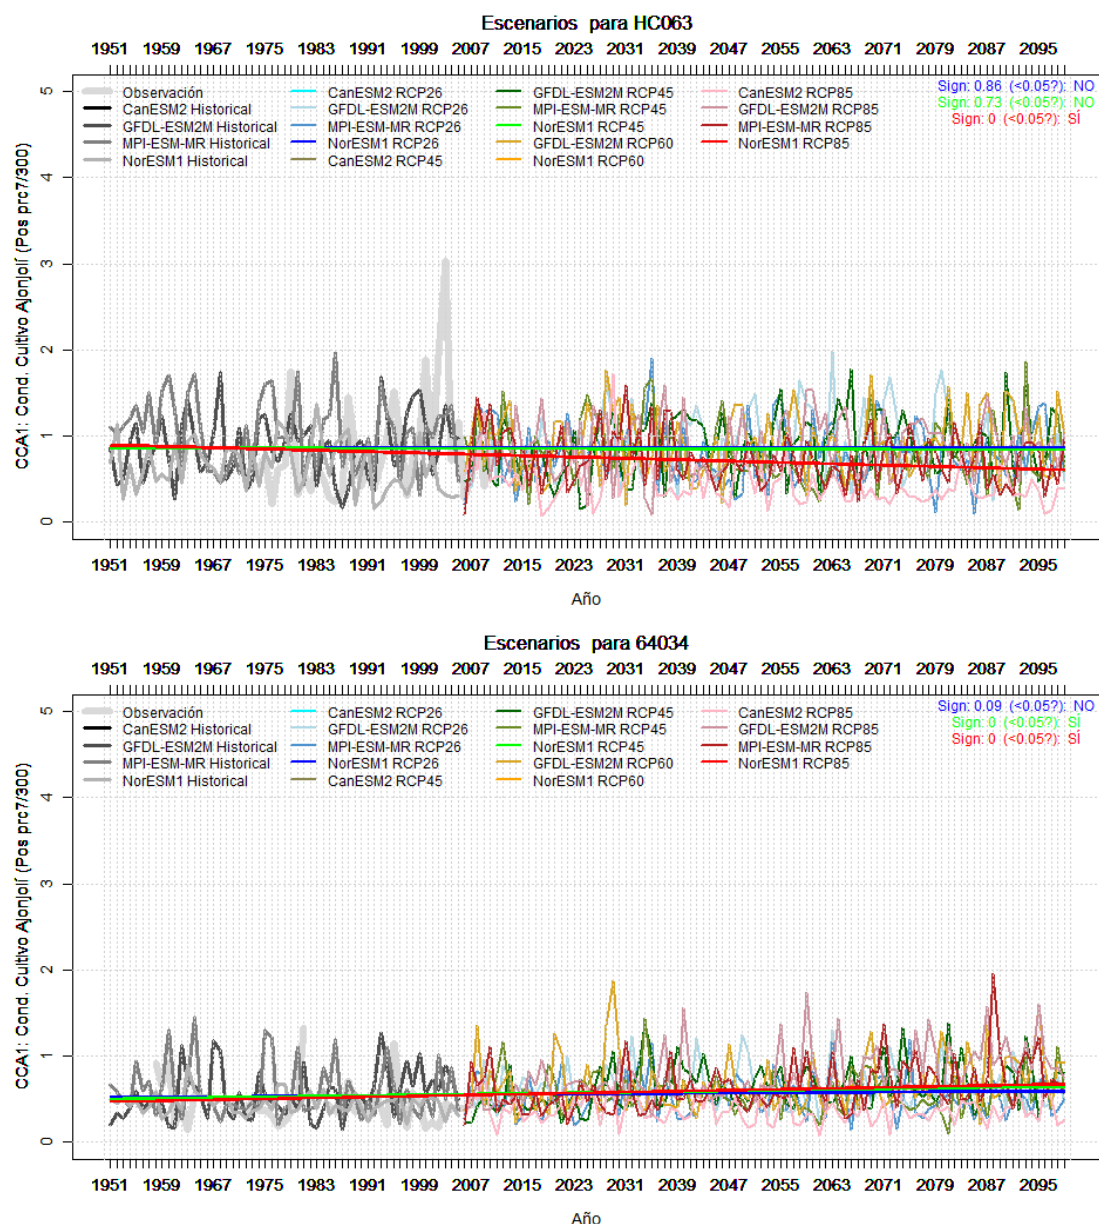 Escenarios para HC063
1951 1959 1967 1975 1983 1991 1999 2007 2015 2023 2031 2039 2047 2055 2063 2071 2079 2087 2095
CCA1: Cond. Cultivo Ajonjolí (Pos prc7/300)
5
4
3
2
1
0
Observación
CanESM2 Historical
GFDL-ESM2M Historical
MPI-ESM-MR Historical
NorESM1 Historical
CanESM2 RCP26
GFDL-ESM2M RCP26
MPI-ESM-MR RCP26
NorESM1 RCP26
CanESM2 RCP45
GFDL-ESM2M RCP45
MPI-ESM-MR RCP45
NorESM1 RCP45
GFDL-ESM2M RCP60
NorESM1 RCP60
CanESM2 RCP85
GFDL-ESM2M RCP85
MPI-ESM-MR RCP85
NorESM1 RCP85
Sign: 0.86 (<0.05?): NO
Sign: 0.73 (<0.05?): NO
Sign: 0 (<0.05?): SÍ
1951 1959 1967 1975 1983 1991 1999 2007 2015 2023 2031 2039 2047 2055 2063 2071 2079 2087 2095
Año
Escenarios para 64034
1951 1959 1967 1975 1983 1991 1999 2007 2015 2023 2031 2039 2047 2055 2063 2071 2079 2087 2095
CCA1: Cond. Cultivo Ajonjolí (Pos prc7/300)
5
4
3
2
1
0
Observación
CanESM2 Historical
GFDL-ESM2M Historical
MPI-ESM-MR Historical
NorESM1 Historical
CanESM2 RCP26
GFDL-ESM2M RCP26
MPI-ESM-MR RCP26
NorESM1 RCP26
CanESM2 RCP45
GFDL-ESM2M RCP45
MPI-ESM-MR RCP45
NorESM1 RCP45
GFDL-ESM2M RCP60
NorESM1 RCP60
CanESM2 RCP85
GFDL-ESM2M RCP85
MPI-ESM-MR RCP85
NorESM1 RCP85
Sign: 0.09 (<0.05?): NO
Sign: 0 (<0.05?): SÍ
Sign: 0 (<0.05?): SÍ
1951 1959 1967 1975 1983 1991 1999 2007 2015 2023 2031 2039 2047 2055 2063 2071 2079 2087 2095
Año